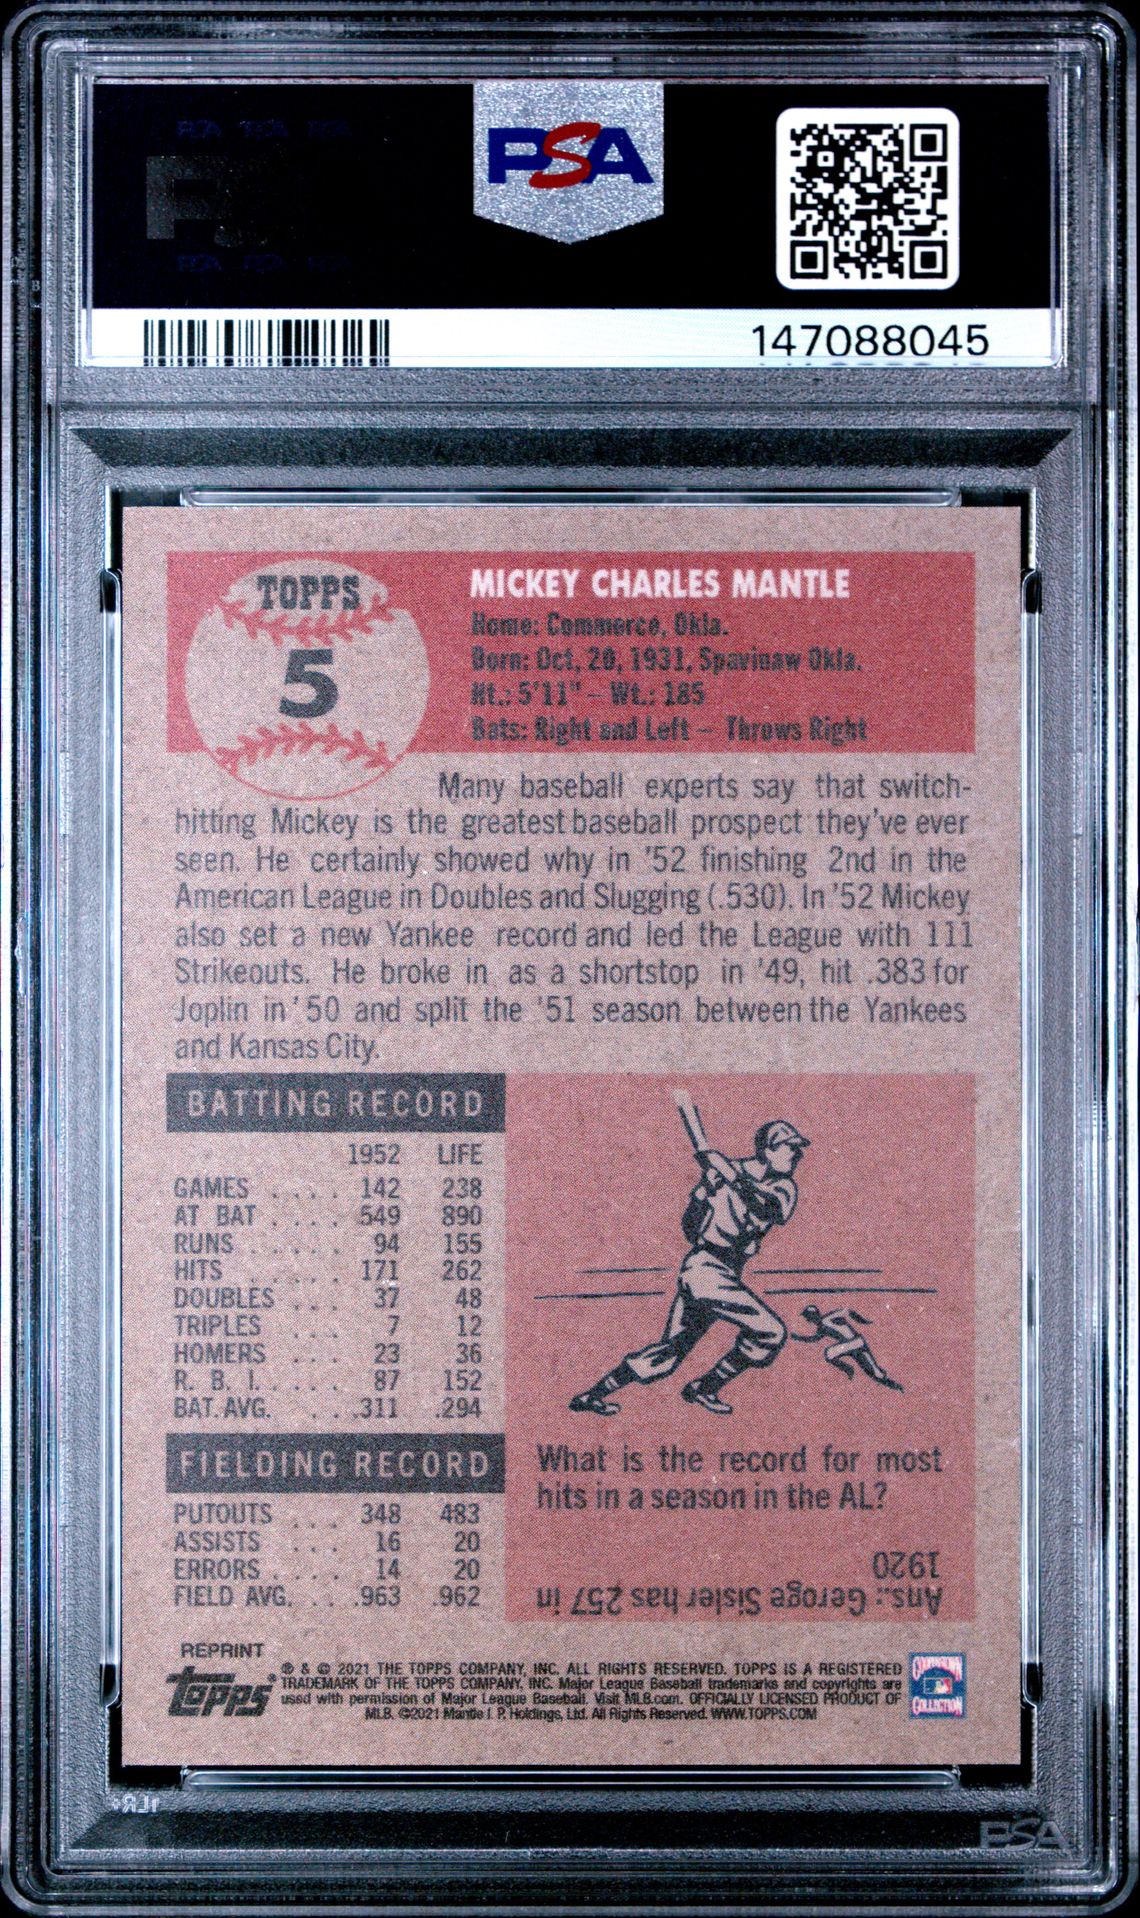 PSA
147088045
TOPPS
5
MICKEY CHARLES MANTLE
Home: Commerce, Okla.
Born: Oct. 20, 1931, Spavinaw Okla.
Ht.: 5'11" — Wt.: 185
Bats: Right and Left — Throws Right
Many baseball experts say that switch-
hitting Mickey is the greatest baseball prospect they've ever
seen. He certainly showed why in '52 finishing 2nd in the
American League in Doubles and Slugging (.530). In '52 Mickey
also set a new Yankee record and led the League with 111
Strikeouts. He broke in as a shortstop in '49, hit .383 for
Joplin in '50 and split the '51 season between the Yankees
and Kansas City.
BATTING RECORD
1952 LIFE
GAMES .... 142 238
AT BAT .... 549 890
RUNS ..... 94 155
HITS ..... 171 262
DOUBLES ... 37 48
TRIPLES ... 7 12
HOMERS ... 23 36
R. B. I. .... 87 152
BAT. AVG. ... .311 .294
FIELDING RECORD
PUTOUTS ... 348 483
ASSISTS ... 16 20
ERRORS .... 14 20
FIELD AVG. .. .963 .962
What is the record for most
hits in a season in the AL?
Ans.: Geroge Sisler has 257 in
1920
REPRINT
topps
® & © 2021 THE TOPPS COMPANY, INC. ALL RIGHTS RESERVED. TOPPS IS A REGISTERED
TRADEMARK OF THE TOPPS COMPANY, INC. Major League Baseball trademarks and copyrights are
used with permission of Major League Baseball. Visit MLB.com. OFFICIALLY LICENSED PRODUCT OF
MLB. ©2021 Mantle I. P. Holdings, Ltd. All Rights Reserved. WWW.TOPPS.COM
COOPERSTOWN
COLLECTION
PSA